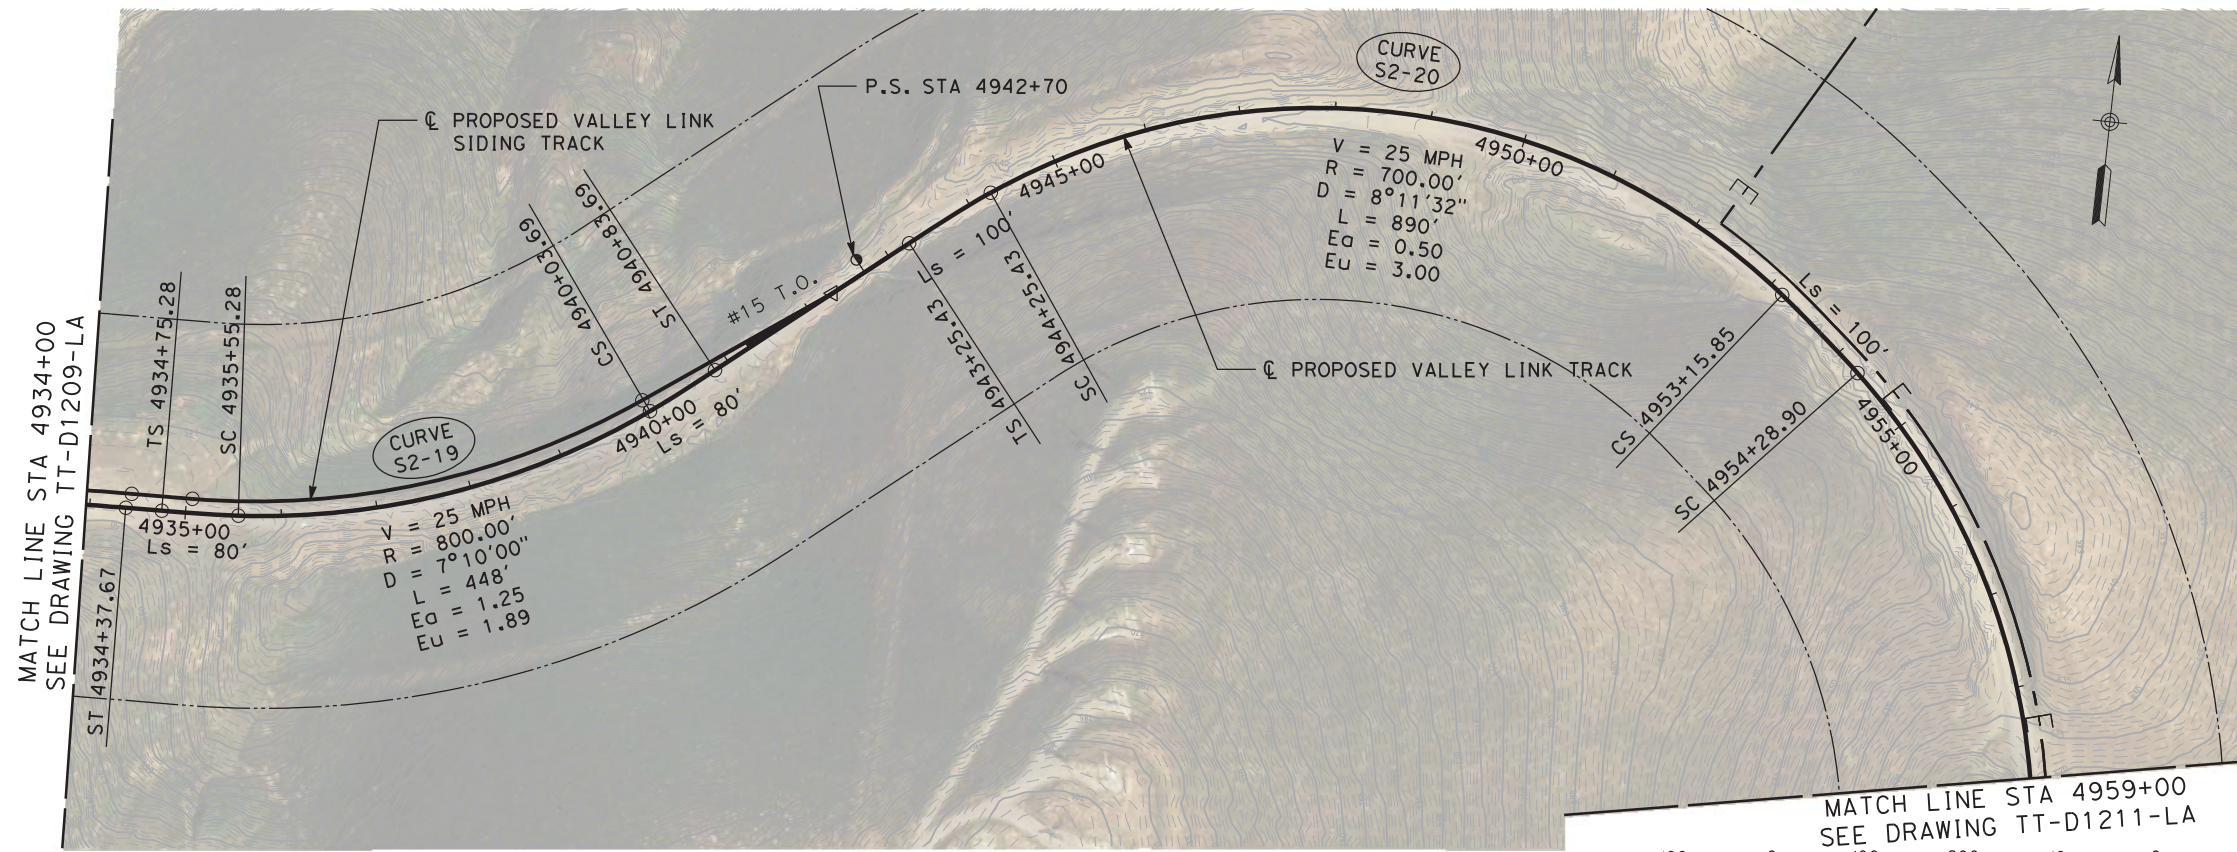 MATCH LINE STA 4934+00
SEE DRAWING TT-D1209-LA
TS 4934+75.28
SC 4935+55.28
ST 4934+37.67
4935+00
Ls = 80'
℄ PROPOSED VALLEY LINK
SIDING TRACK
CURVE
S2-19
V = 25 MPH
R = 800.00'
D = 7°10'00"
L = 448'
Ea = 1.25
Eu = 1.89
CS 4940+03.69
ST 4940+83.69
4940+00
Ls = 80'
#15 T.O.
P.S. STA 4942+70
TS 4943+25.43
Ls = 100'
SC 4944+25.43
4945+00
CURVE
S2-20
V = 25 MPH
R = 700.00'
D = 8°11'32"
L = 890'
Ea = 0.50
Eu = 3.00
4950+00
℄ PROPOSED VALLEY LINK TRACK
CS 4953+15.85
Ls = 100'
SC 4954+28.90
4955+00
E
E
E
MATCH LINE STA 4959+00
SEE DRAWING TT-D1211-LA